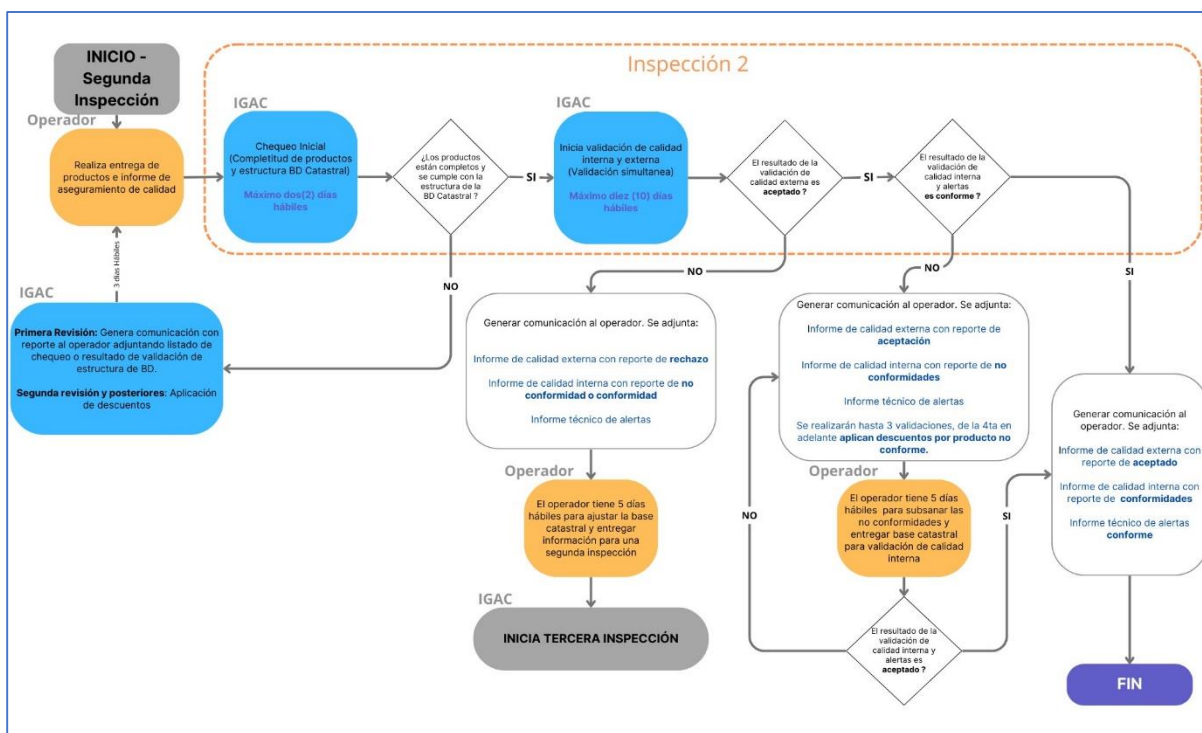 INICIO -
Segunda
Inspección
Operador
Realiza entrega de
productos e informe de
aseguramiento de calidad
Inspección 2
IGAC
Chequeo Inicial
(Completitud de productos
y estructura BD Catastral)
Máximo dos(2) días
hábiles
¿Los productos
están completos y
se cumple con la
estructura de la
BD Catastral ?
SI
IGAC
Inicia validación de calidad
interna y externa
(Validación simultanea)
Máximo diez (10) días
hábiles
El resultado de la
validación de
calidad externa es
aceptado ?
SI
El resultado de la
validación de
calidad interna
y alertas
es conforme ?
3 días Hábiles
NO
NO
NO
SI
IGAC
Primera Revisión: Genera comunicación con
reporte al operador adjuntando listado de
chequeo o resultado de validación de
estructura de BD.
Segunda revisión y posteriores: Aplicación
de descuentos
Generar comunicación al operador. Se adjunta:
Informe de calidad externa con reporte de rechazo
Informe de calidad interna con reporte de no
conformidad o conformidad
Informe técnico de alertas
Operador
El operador tiene 5 días
hábiles para ajustar la base
catastral y entregar
información para una
segunda inspección
IGAC
INICIA TERCERA INSPECCIÓN
Generar comunicación al operador. Se adjunta:
Informe de calidad externa con reporte de
aceptación
Informe de calidad interna con reporte de no
conformidades
Informe técnico de alertas
Se realizarán hasta 3 validaciones, de la 4ta en
adelante aplican descuentos por producto no
conforme.
Operador
El operador tiene 5 días
hábiles para subsanar las
no conformidades y
entregar base catastral
para validación de calidad
interna
NO
SI
El resultado de la
validación de
calidad interna y
alertas es
aceptado ?
Generar comunicación al
operador. Se adjunta:
Informe de calidad externa con
reporte de aceptado
Informe de calidad interna con
reporte de conformidades
Informe técnico de alertas
conforme
FIN